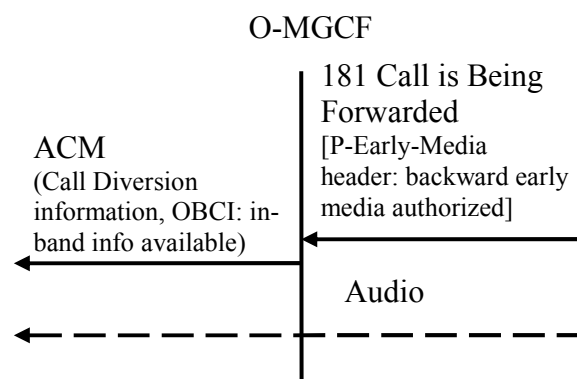 O-MGCF
181 Call is Being
Forwarded
[P-Early-Media
header: backward early
media authorized]
ACM
(Call Diversion
information, OBCI: in-
band info available)
Audio